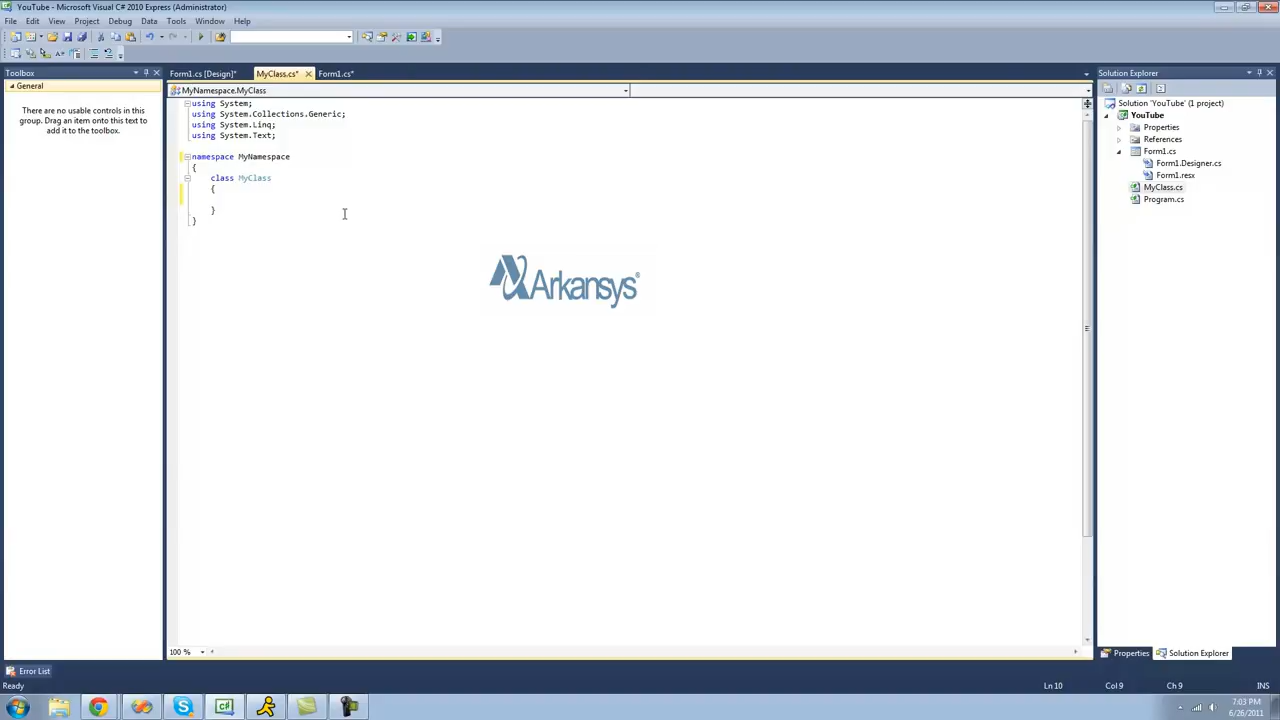 YouTube - Microsoft Visual C# 2010 Express (Administrator)
File Edit View Project Debug Data Tools Window Help
Toolbox
General
There are no usable controls in this
group. Drag an item onto this text to
add it to the toolbox.
Form1.cs [Design]* MyClass.cs* Form1.cs*
MyNamespace.MyClass
using System;
using System.Collections.Generic;
using System.Linq;
using System.Text;
namespace MyNamespace
{
class MyClass
{
}
}
Arkansys®
100 %
Solution Explorer
Solution 'YouTube' (1 project)
YouTube
Properties
References
Form1.cs
Form1.Designer.cs
Form1.resx
MyClass.cs
Program.cs
Properties Solution Explorer
Error List
Ready Ln 10 Col 9 Ch 9 INS
7:03 PM
6/26/2011